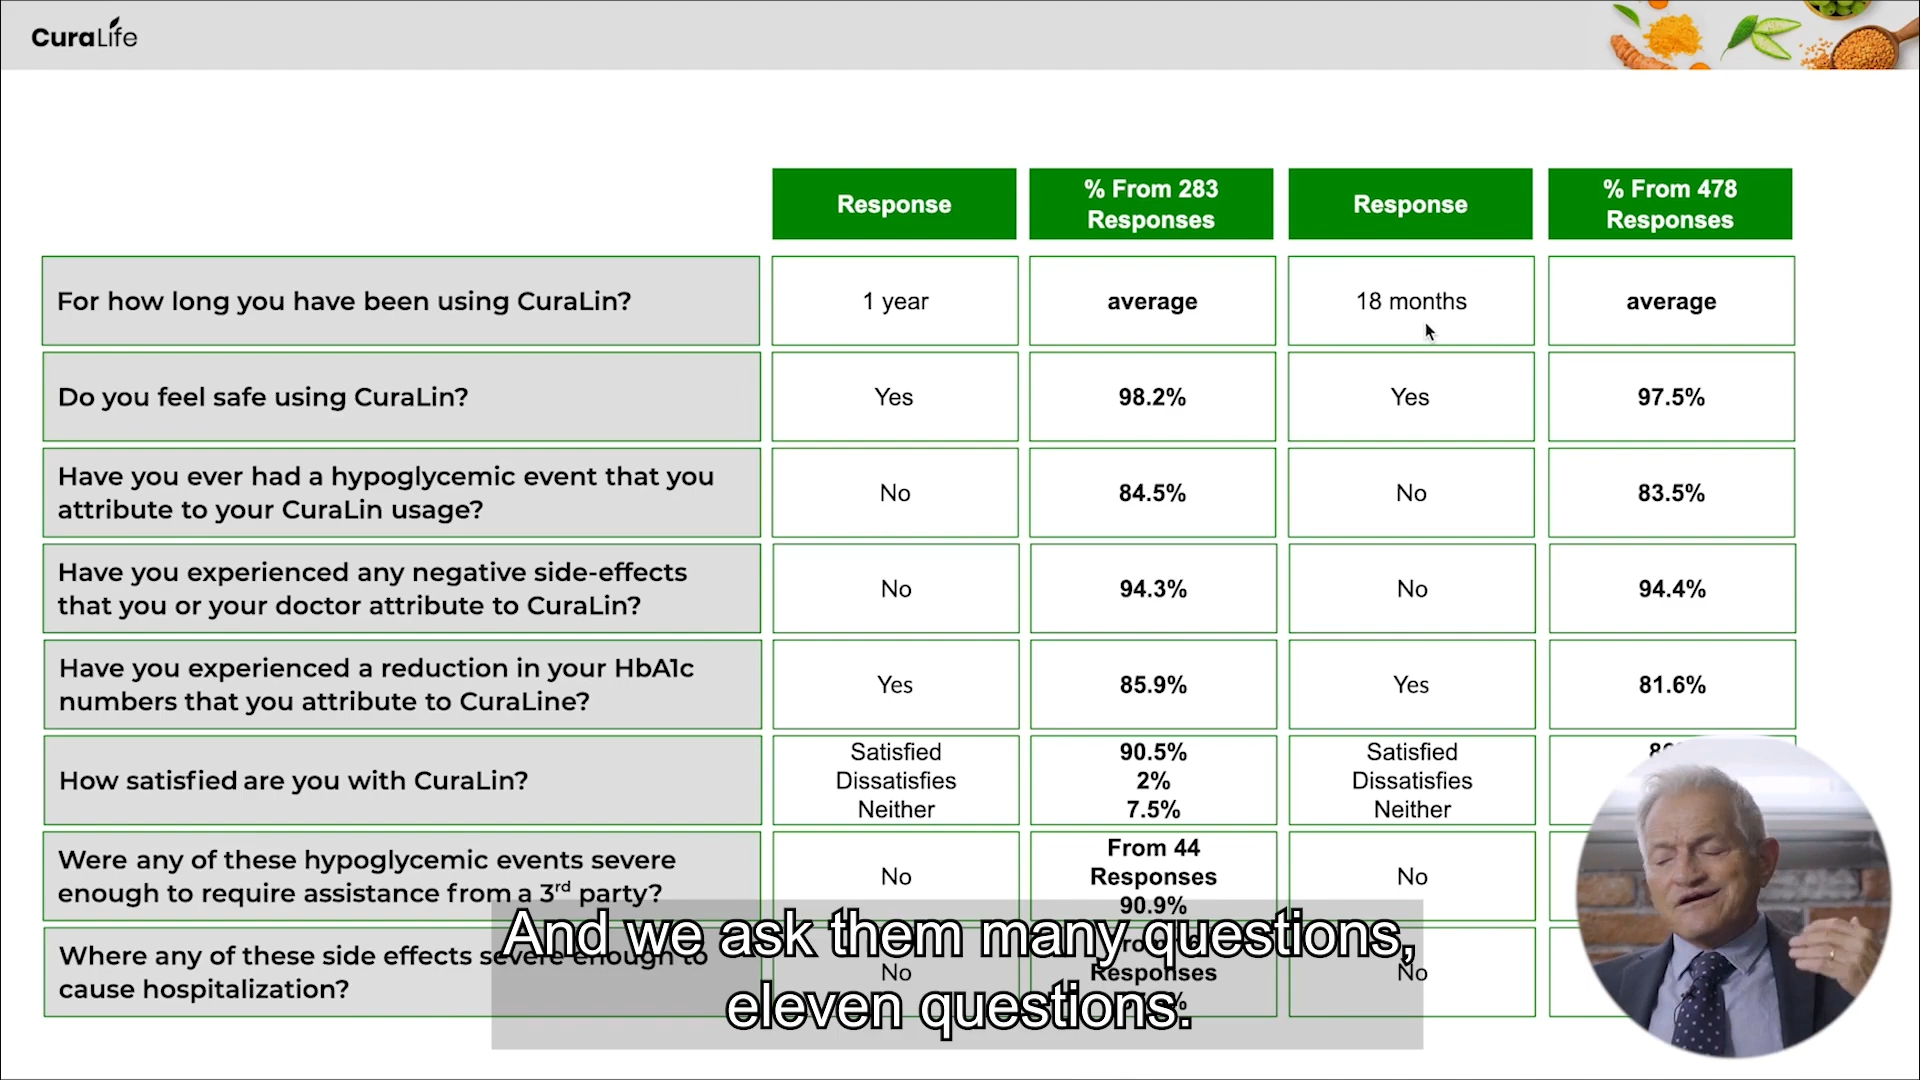 CuraLife
Response
% From 283
Responses
Response
% From 478
Responses
For how long you have been using CuraLin?
1 year
average
18 months
average
Do you feel safe using CuraLin?
Yes
98.2%
Yes
97.5%
Have you ever had a hypoglycemic event that you
attribute to your CuraLin usage?
No
84.5%
No
83.5%
Have you experienced any negative side-effects
that you or your doctor attribute to CuraLin?
No
94.3%
No
94.4%
Have you experienced a reduction in your HbA1c
numbers that you attribute to CuraLine?
Yes
85.9%
Yes
81.6%
How satisfied are you with CuraLin?
Satisfied
Dissatisfies
Neither
90.5%
2%
7.5%
Satisfied
Dissatisfies
Neither
Were any of these hypoglycemic events severe
enough to require assistance from a 3rd party?
No
From 44
Responses
90.9%
No
Where any of these side effects severe enough to
cause hospitalization?
No
Responses
No
And we ask them many questions,
eleven questions.